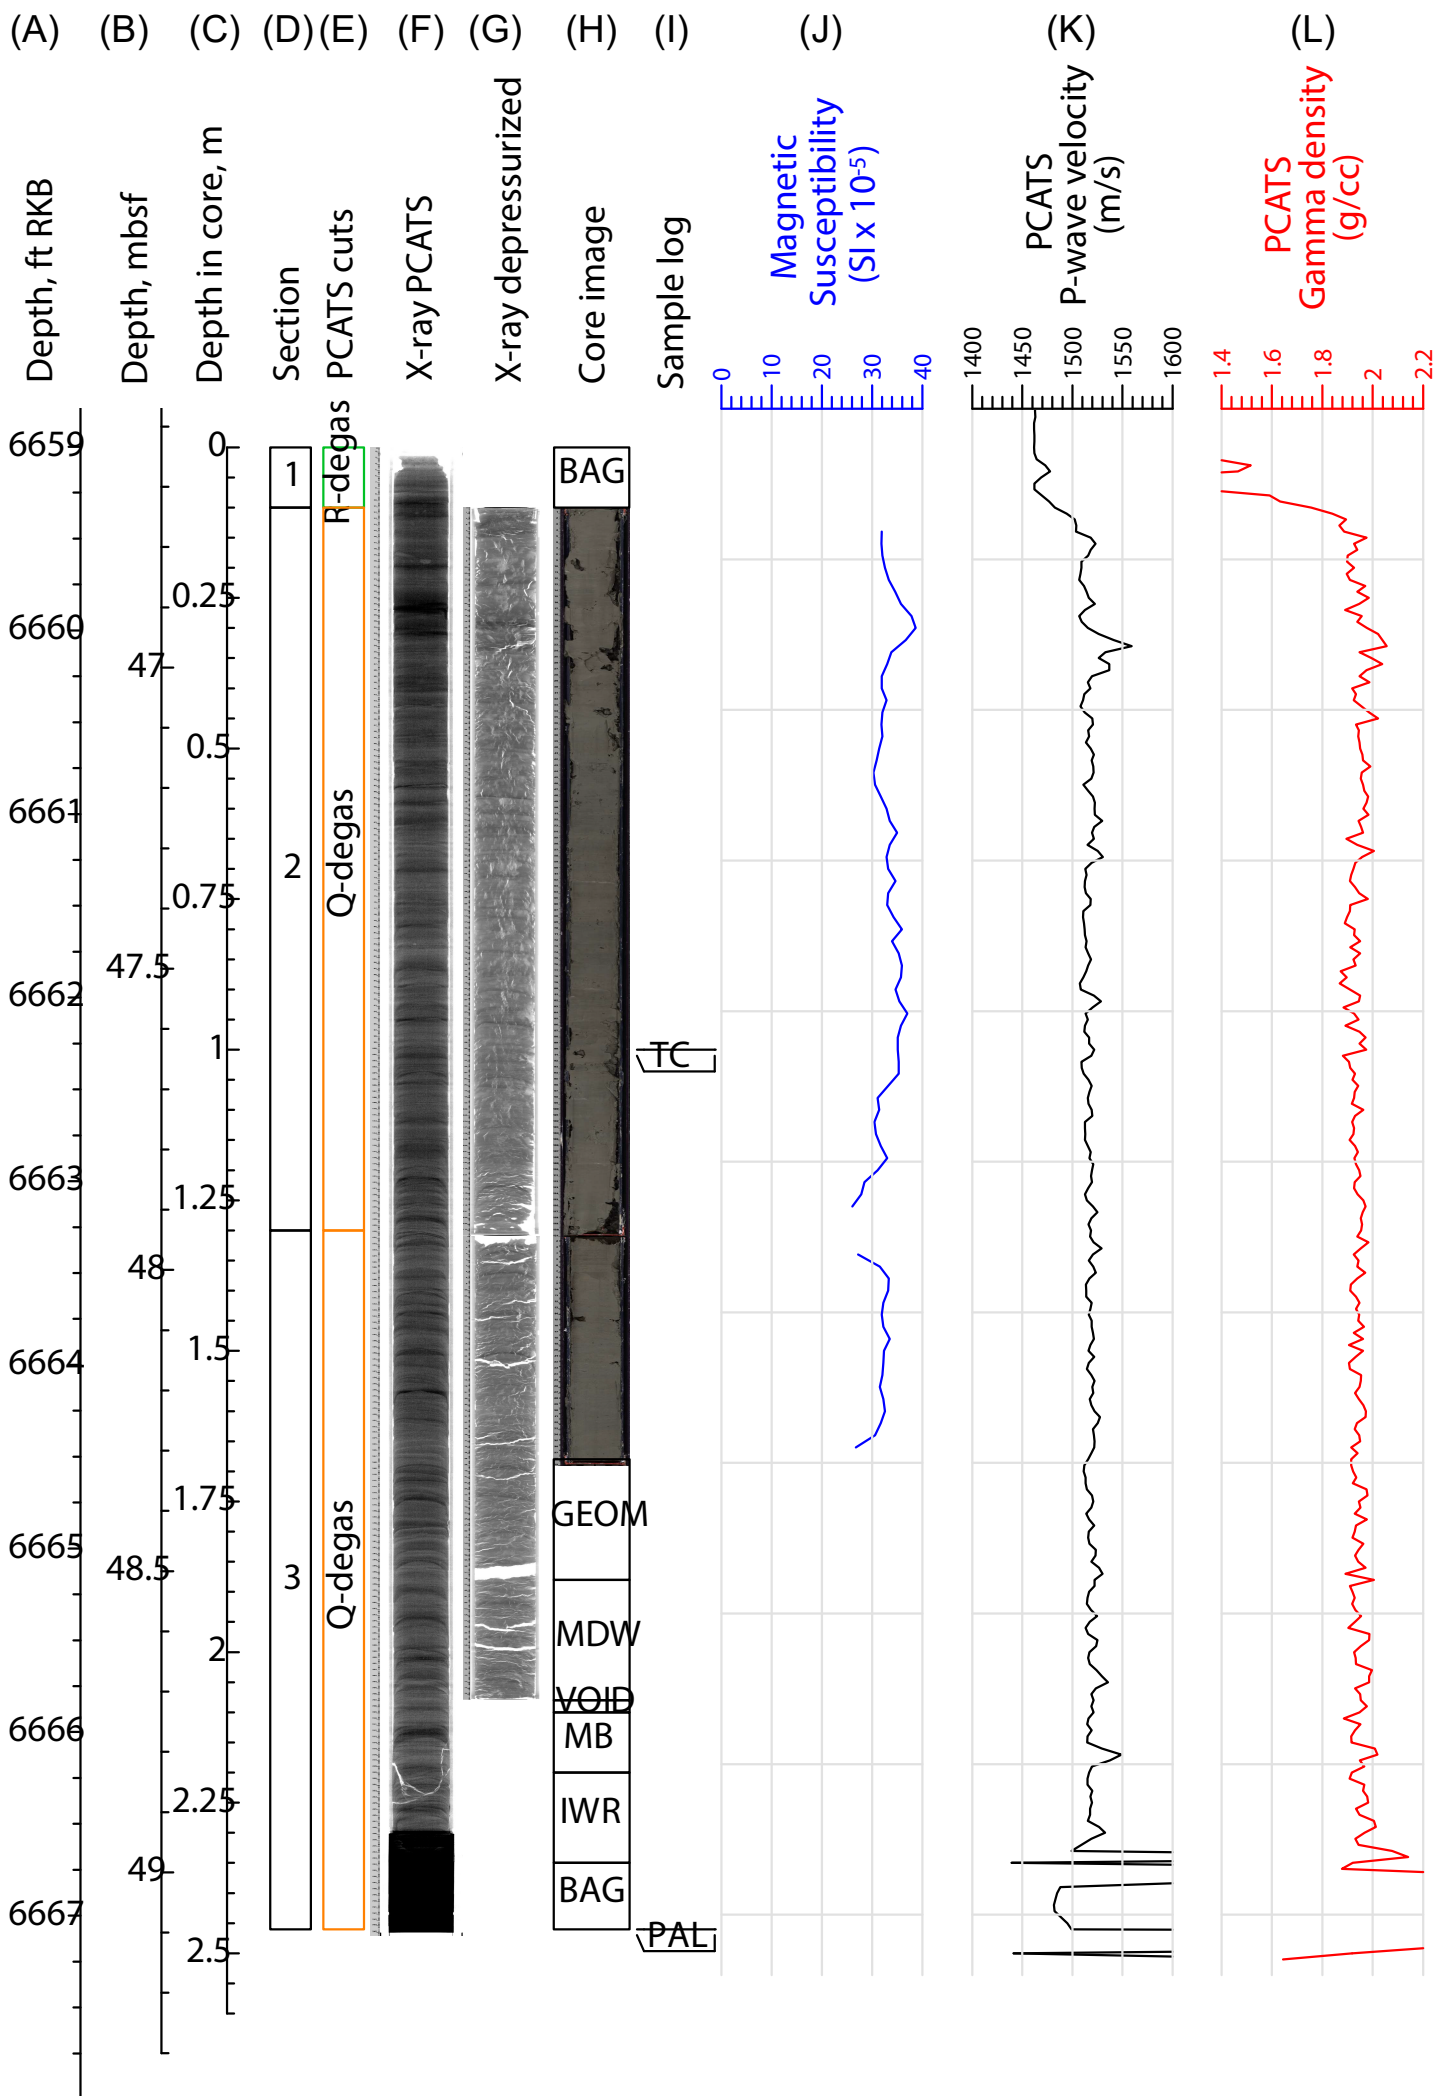 (A) (B) (C) (D) (E) (F) (G) (H) (I) (J) (K) (L)
Depth, ft RKB
Depth, mbsf
Depth in core, m
Section
PCATS cuts
X-ray PCATS
X-ray depressurized
Core image
Sample log
Magnetic
Susceptibility
(SI x 10-5)
PCATS
P-wave velocity
(m/s)
PCATS
Gamma density
(g/cc)
0 10 20 30 40
1400 1450 1500 1550 1600
1.4 1.6 1.8 2 2.2
6659
6660
6661
6662
6663
6664
6665
6666
6667
47
47.5
48
48.5
49
0
0.25
0.5
0.75
1
1.25
1.5
1.75
2
2.25
2.5
1
2
3
R-degas
Q-degas
Q-degas
BAG
GEOM
MDW
VOID
MB
IWR
BAG
TC
PAL